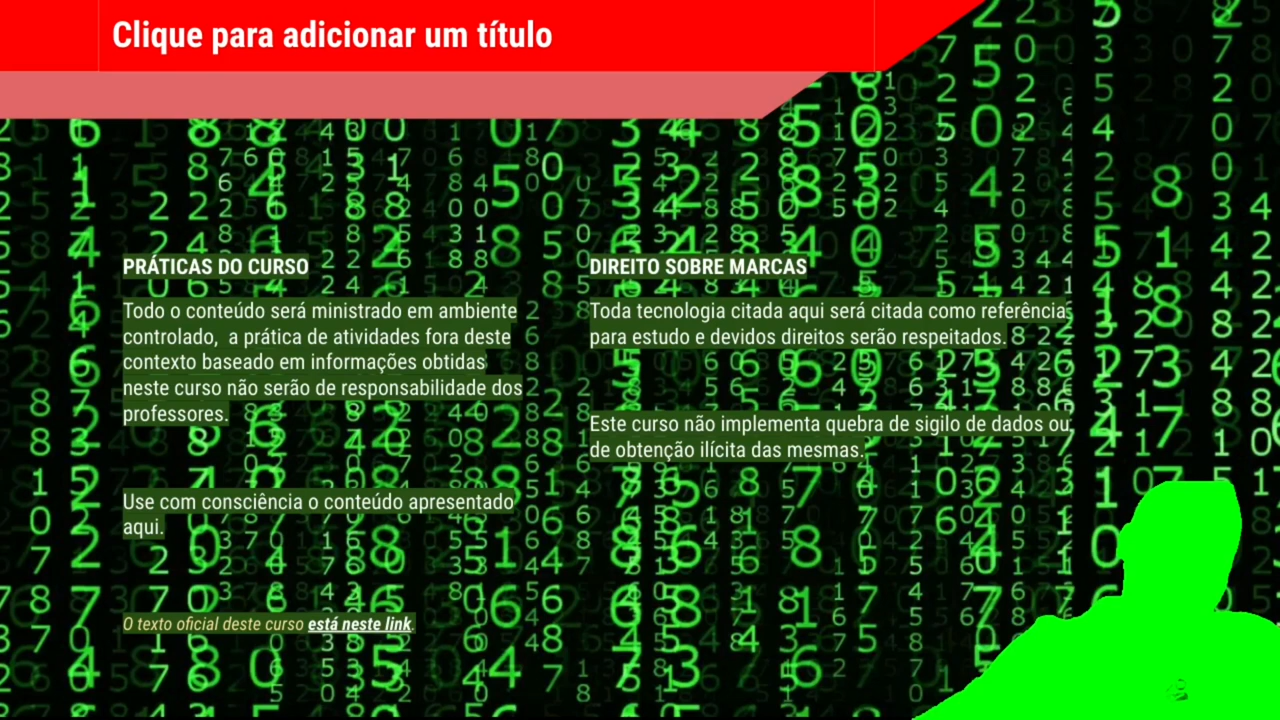 Clique para adicionar um título
PRÁTICAS DO CURSO
Todo o conteúdo será ministrado em ambiente
controlado,  a prática de atividades fora deste
contexto baseado em informações obtidas
neste curso não serão de responsabilidade dos
professores.
Use com consciência o conteúdo apresentado
aqui.
O texto oficial deste curso está neste link.
DIREITO SOBRE MARCAS
Toda tecnologia citada aqui será citada como referência
para estudo e devidos direitos serão respeitados.
Este curso não implementa quebra de sigilo de dados ou
de obtenção ilícita das mesmas.